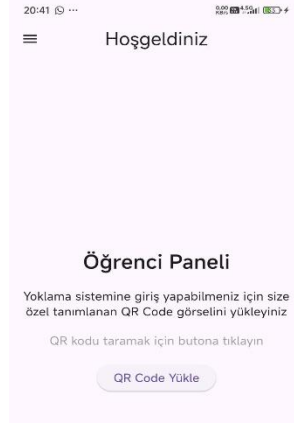 20:41
Hoşgeldiniz
Öğrenci Paneli
Yoklama sistemine giriş yapabilmeniz için size
özel tanımlanan QR Code görselini yükleyiniz
QR kodu taramak için butona tıklayın
QR Code Yükle